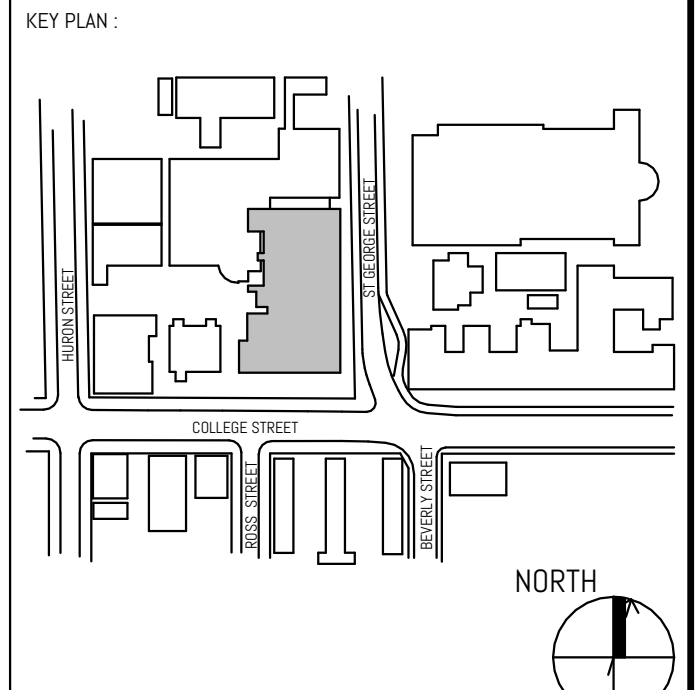 KEY PLAN :
ST GEORGE STREET
HURON STREET
COLLEGE STREET
ROSS STREET
BEVERLY STREET
NORTH